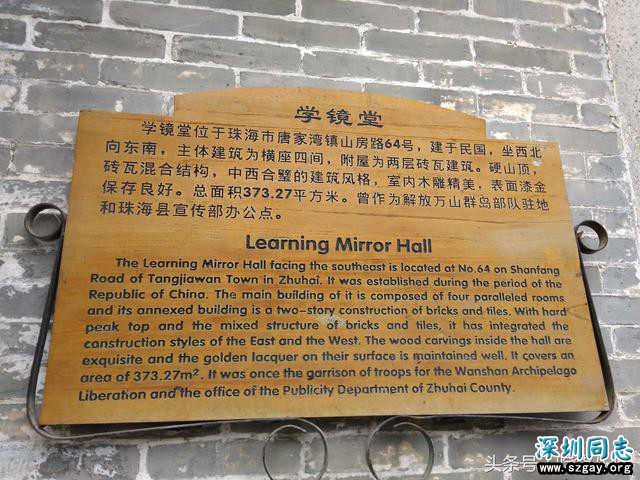 学镜堂
学镜堂位于珠海市唐家湾镇山房路64号，建于民国，坐西北
向东南，主体建筑为横座四间，附屋为两层砖瓦建筑。硬山顶，
砖瓦混合结构，中西合璧的建筑风格，室内木雕精美，表面漆金
保存良好。总面积373.27平方米。曾作为解放万山群岛部队驻地
和珠海县宣传部办公点。
Learning Mirror Hall
The Learning Mirror Hall facing the southeast is located at No.64 on Shanfang
Road of Tangjiawan Town in Zhuhai. It was established during the period of the
Republic of China. The main building of it is composed of four paralleled rooms
and its annexed building is a two-story construction of bricks and tiles. With hard
peak top and the mixed structure of bricks and tiles, it has integrated the
construction styles of the East and the West. The wood carvings inside the hall are
exquisite and the golden lacquer on their surface is maintained well. It covers an
area of 373.27m². It was once the garrison of troops for the Wanshan Archipelago
Liberation and the office of the Publicity Department of Zhuhai County.
头条号
深圳同志
www.szgay.org